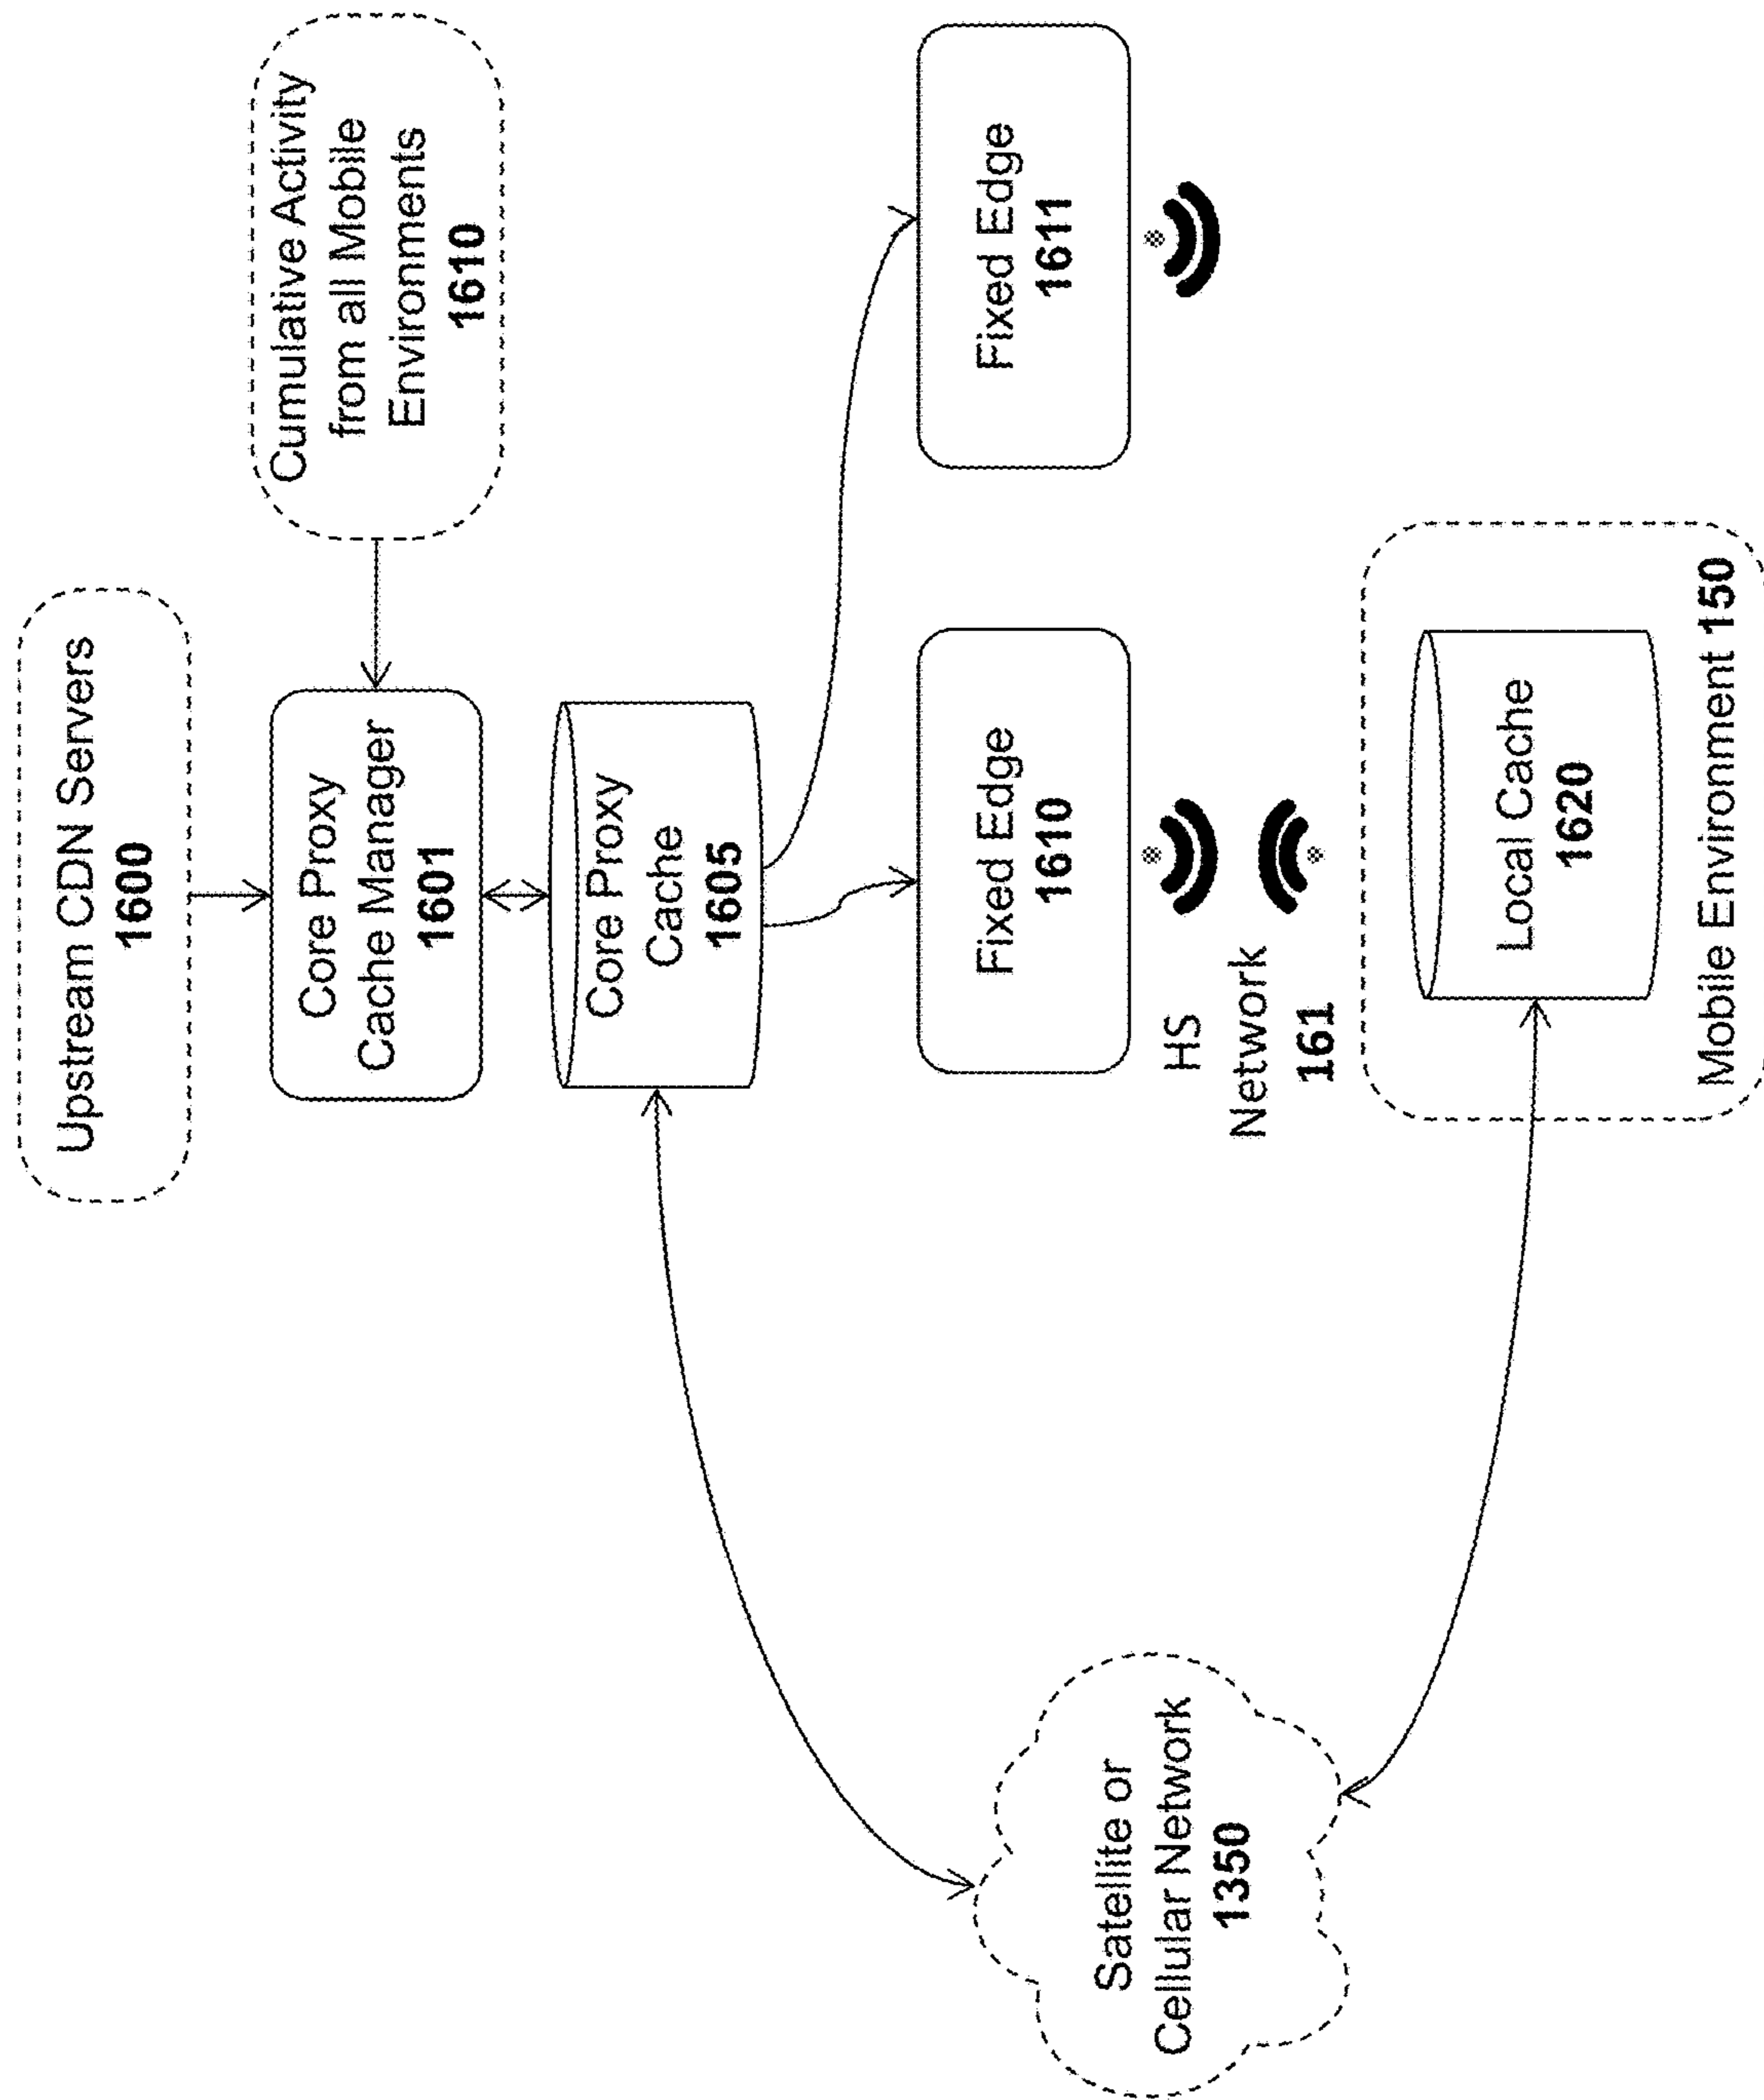 Upstream CDN Servers
1600
Cumulative Activity
from all Mobile
Environments
1610
Core Proxy
Cache Manager
1601
Core Proxy
Cache
1605
Fixed Edge
1610
Fixed Edge
1611
HS
Network
161
Satellite or
Cellular Network
1350
Local Cache
1620
Mobile Environment 150